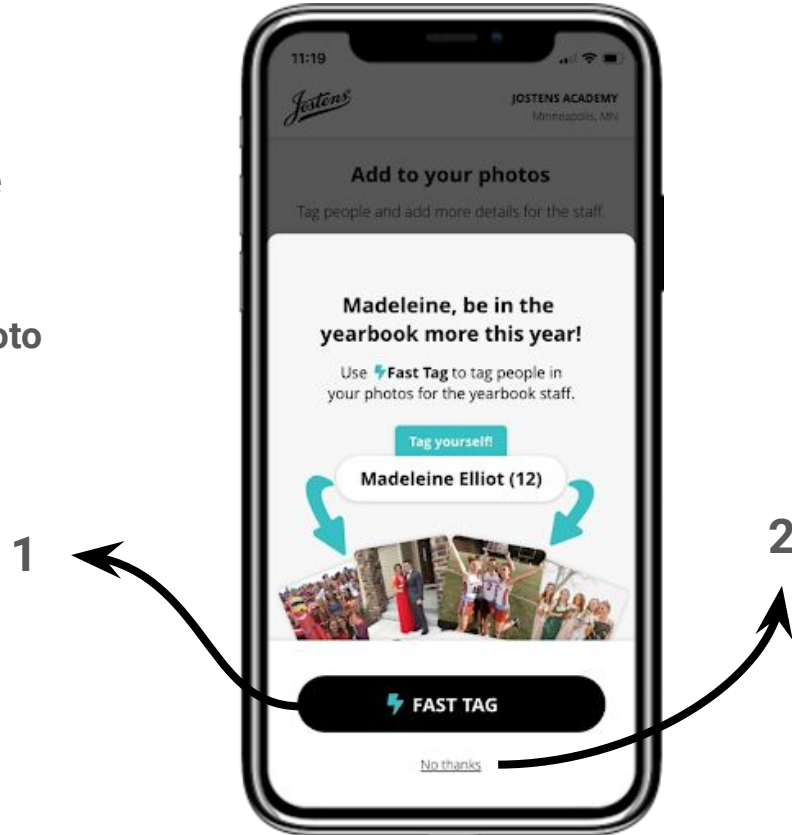 11:19
Jostens
JOSTENS ACADEMY
Minneapolis, MN
Add to your photos
Tag people and add more details for the staff.
Madeleine, be in the
yearbook more this year!
Use Fast Tag to tag people in
your photos for the yearbook staff.
Tag yourself!
Madeleine Elliot (12)
1
2
FAST TAG
No thanks